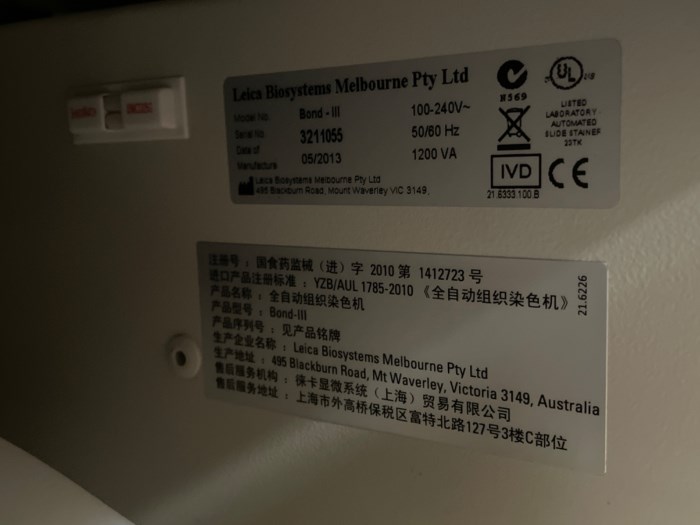 Leica Biosystems Melbourne Pty Ltd
Model No. Bond - III 100-240V~
Serial No. 3211055 50/60 Hz
Date of Manufacture 05/2013 1200 VA
Leica Biosystems Melbourne Pty Ltd
495 Blackburn Road, Mount Waverley VIC 3149,
N569
UL
LISTED
LABORATORY
AUTOMATED
SLIDE STAINER
23TK
IVD CE
21.8333.100.B
注册号：国食药监械（进）字 2010 第 1412723 号
进口产品注册标准：YZB/AUL 1785-2010《全自动组织染色机》
产品名称：全自动组织染色机
产品型号：Bond-III
产品序列号：见产品铭牌
生产企业名称：Leica Biosystems Melbourne Pty Ltd
生产地址：495 Blackburn Road, Mt Waverley, Victoria 3149, Australia
售后服务机构：徕卡显微系统（上海）贸易有限公司
售后服务地址：上海市外高桥保税区富特北路127号3楼C部位
21.6226